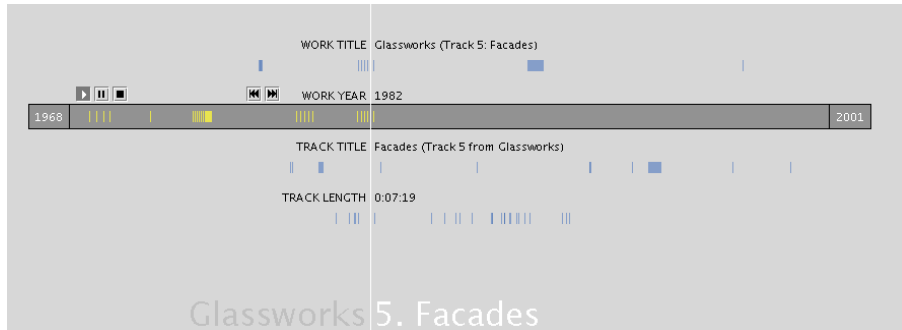 WORK TITLE Glassworks (Track 5: Facades)
WORK YEAR 1982
1968 2001
TRACK TITLE Facades (Track 5 from Glassworks)
TRACK LENGTH 0:07:19
Glassworks 5. Facades